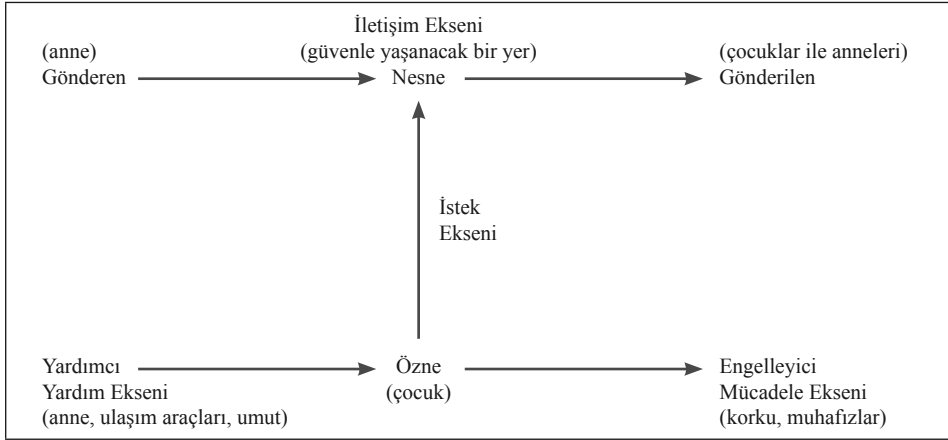 İletişim Ekseni
(anne)
(güvenle yaşanacak bir yer)
(çocuklar ile anneleri)
Gönderen
Nesne
Gönderilen
İstek
Ekseni
Yardımcı
Özne
Engelleyici
Yardım Ekseni
(çocuk)
Mücadele Ekseni
(anne, ulaşım araçları, umut)
(korku, muhafızlar)